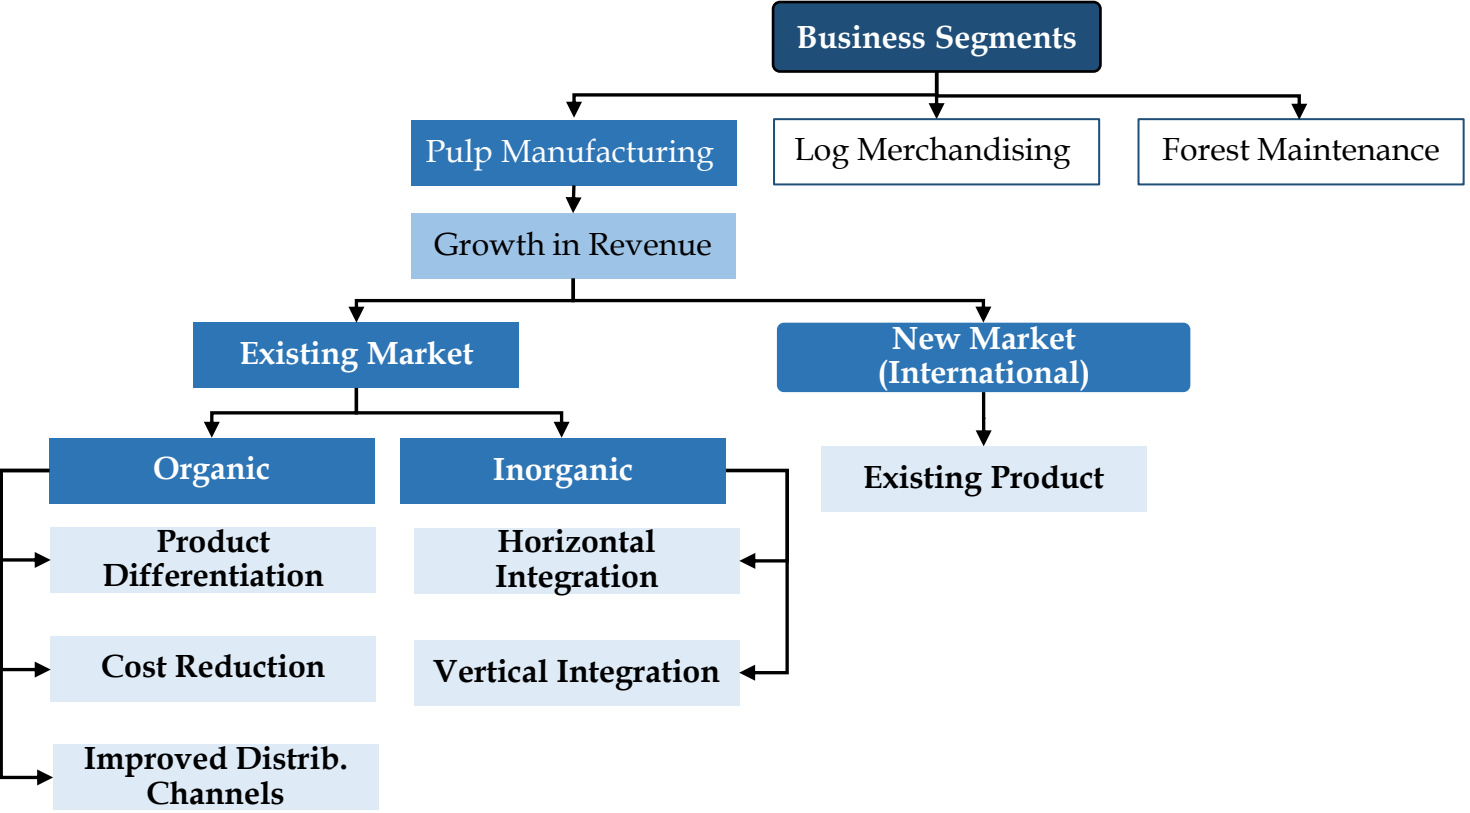 Business Segments
Pulp Manufacturing
Log Merchandising
Forest Maintenance
Growth in Revenue
Existing Market
New Market
(International)
Organic
Inorganic
Existing Product
Product
Differentiation
Horizontal
Integration
Cost Reduction
Vertical Integration
Improved Distrib.
Channels